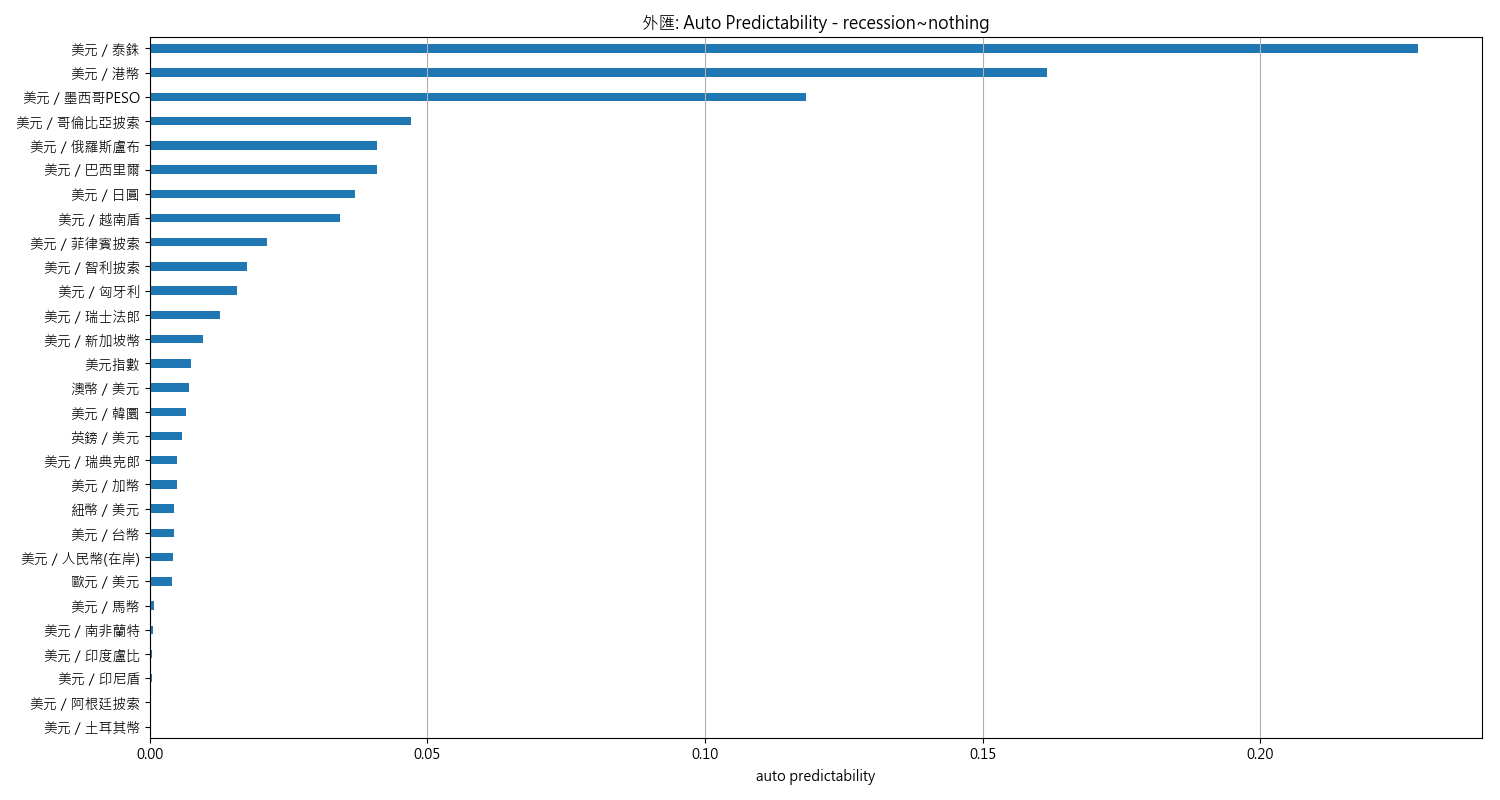 外匯: Auto Predictability - recession~nothing
美元 / 泰銖
美元 / 港幣
美元 / 墨西哥PESO
美元 / 哥倫比亞披索
美元 / 俄羅斯盧布
美元 / 巴西里爾
美元 / 日圓
美元 / 越南盾
美元 / 菲律賓披索
美元 / 智利披索
美元 / 匈牙利
美元 / 瑞士法郎
美元 / 新加坡幣
美元指數
澳幣 / 美元
美元 / 韓圜
英鎊 / 美元
美元 / 瑞典克郎
美元 / 加幣
紐幣 / 美元
美元 / 台幣
美元 / 人民幣(在岸)
歐元 / 美元
美元 / 馬幣
美元 / 南非蘭特
美元 / 印度盧比
美元 / 印尼盾
美元 / 阿根廷披索
美元 / 土耳其幣
0.00 0.05 0.10 0.15 0.20
auto predictability